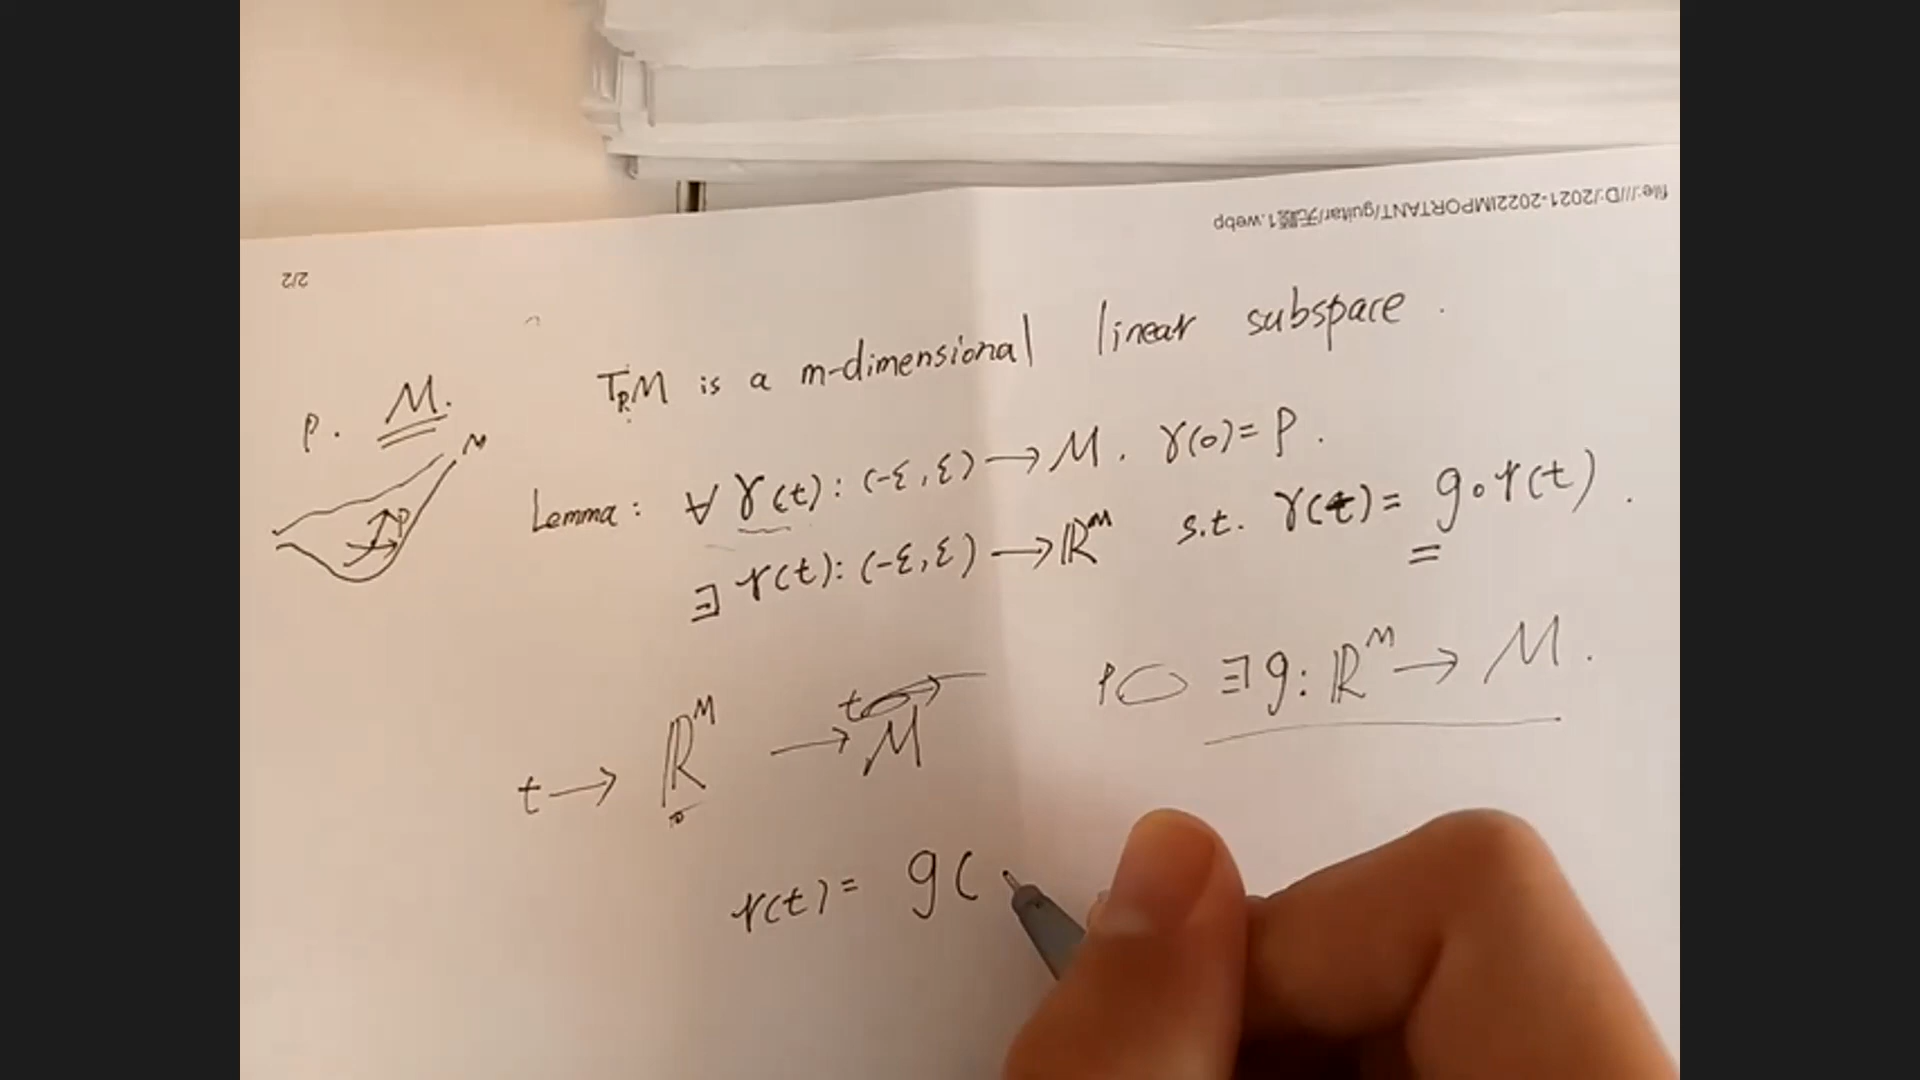 file:///D:/2021-2022IMPORTANT/guitar/无题1.webp
2/2
TₚM is a m-dimensional linear subspace.
P. M.
M
P
Lemma: ∀ γ(t): (-ε, ε) → M. γ(0) = P.
∃ r(t): (-ε, ε) → ℝᵐ s.t. γ(t) = g∘r(t).
P ∃ g: ℝᵐ → M.
t → ℝᵐ → M
t
r(t) = g(